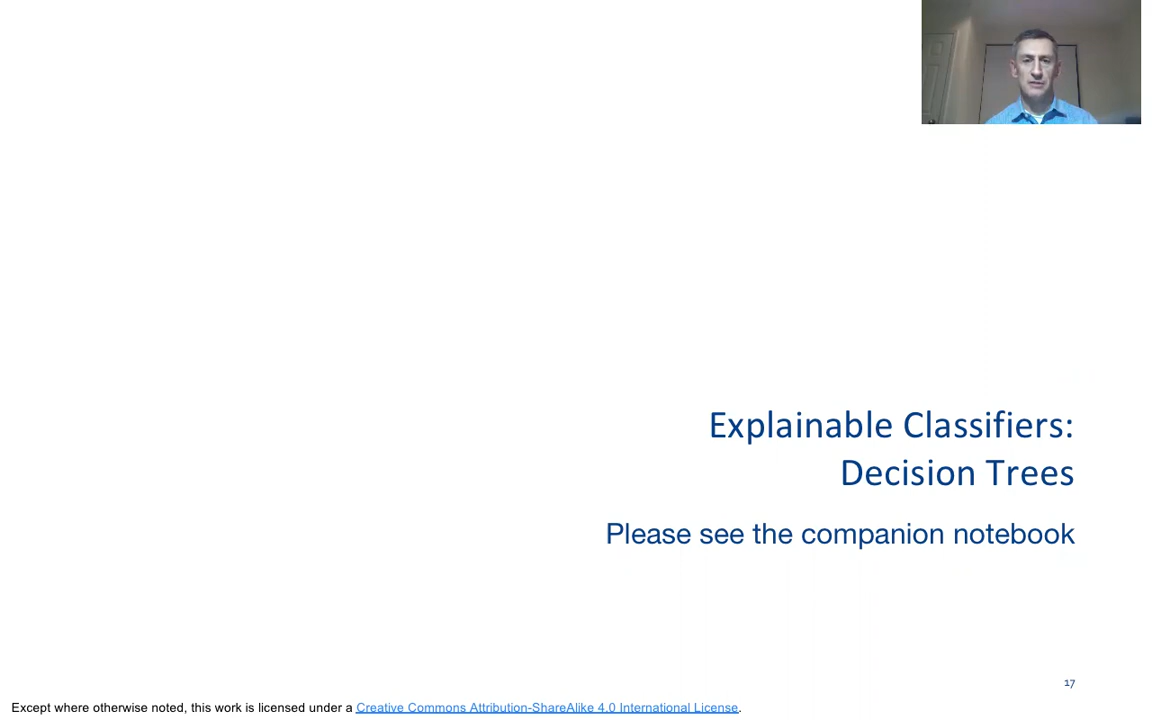 Explainable Classifiers:
Decision Trees
Please see the companion notebook
17
Except where otherwise noted, this work is licensed under a Creative Commons Attribution-ShareAlike 4.0 International License.